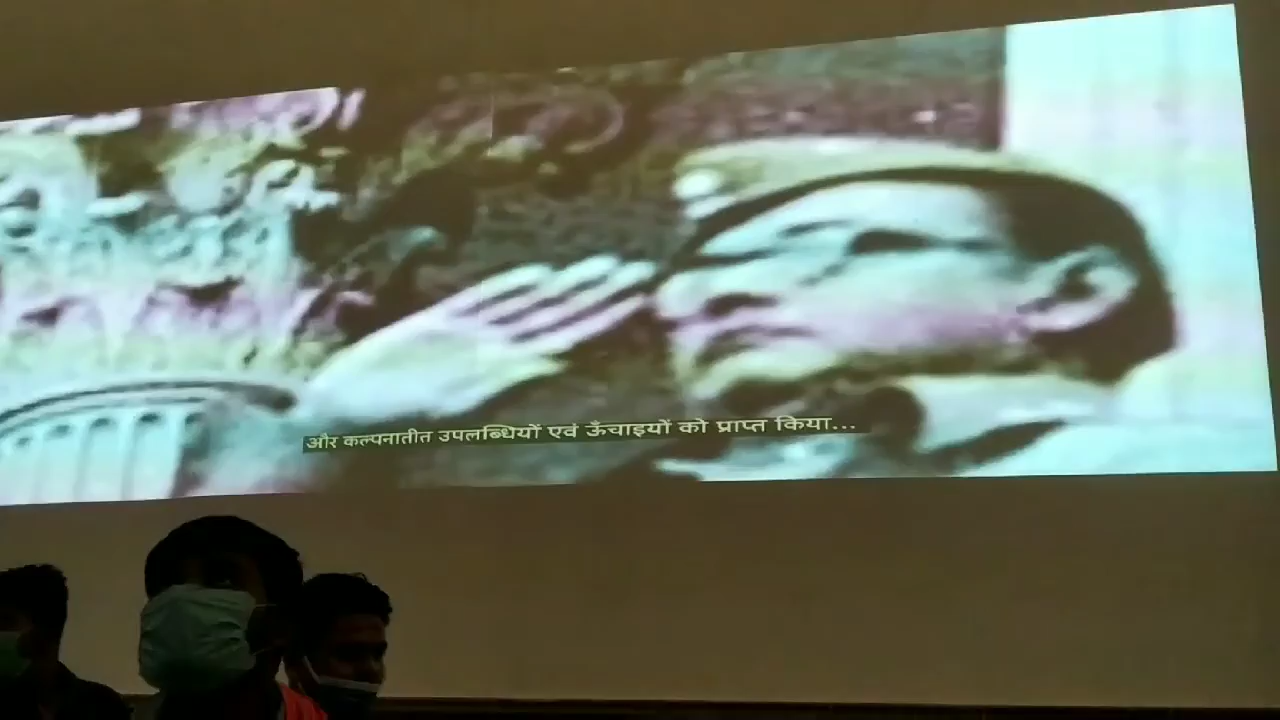 और कल्पनातीत उपलब्धियों एवं ऊँचाइयों को प्राप्त किया...